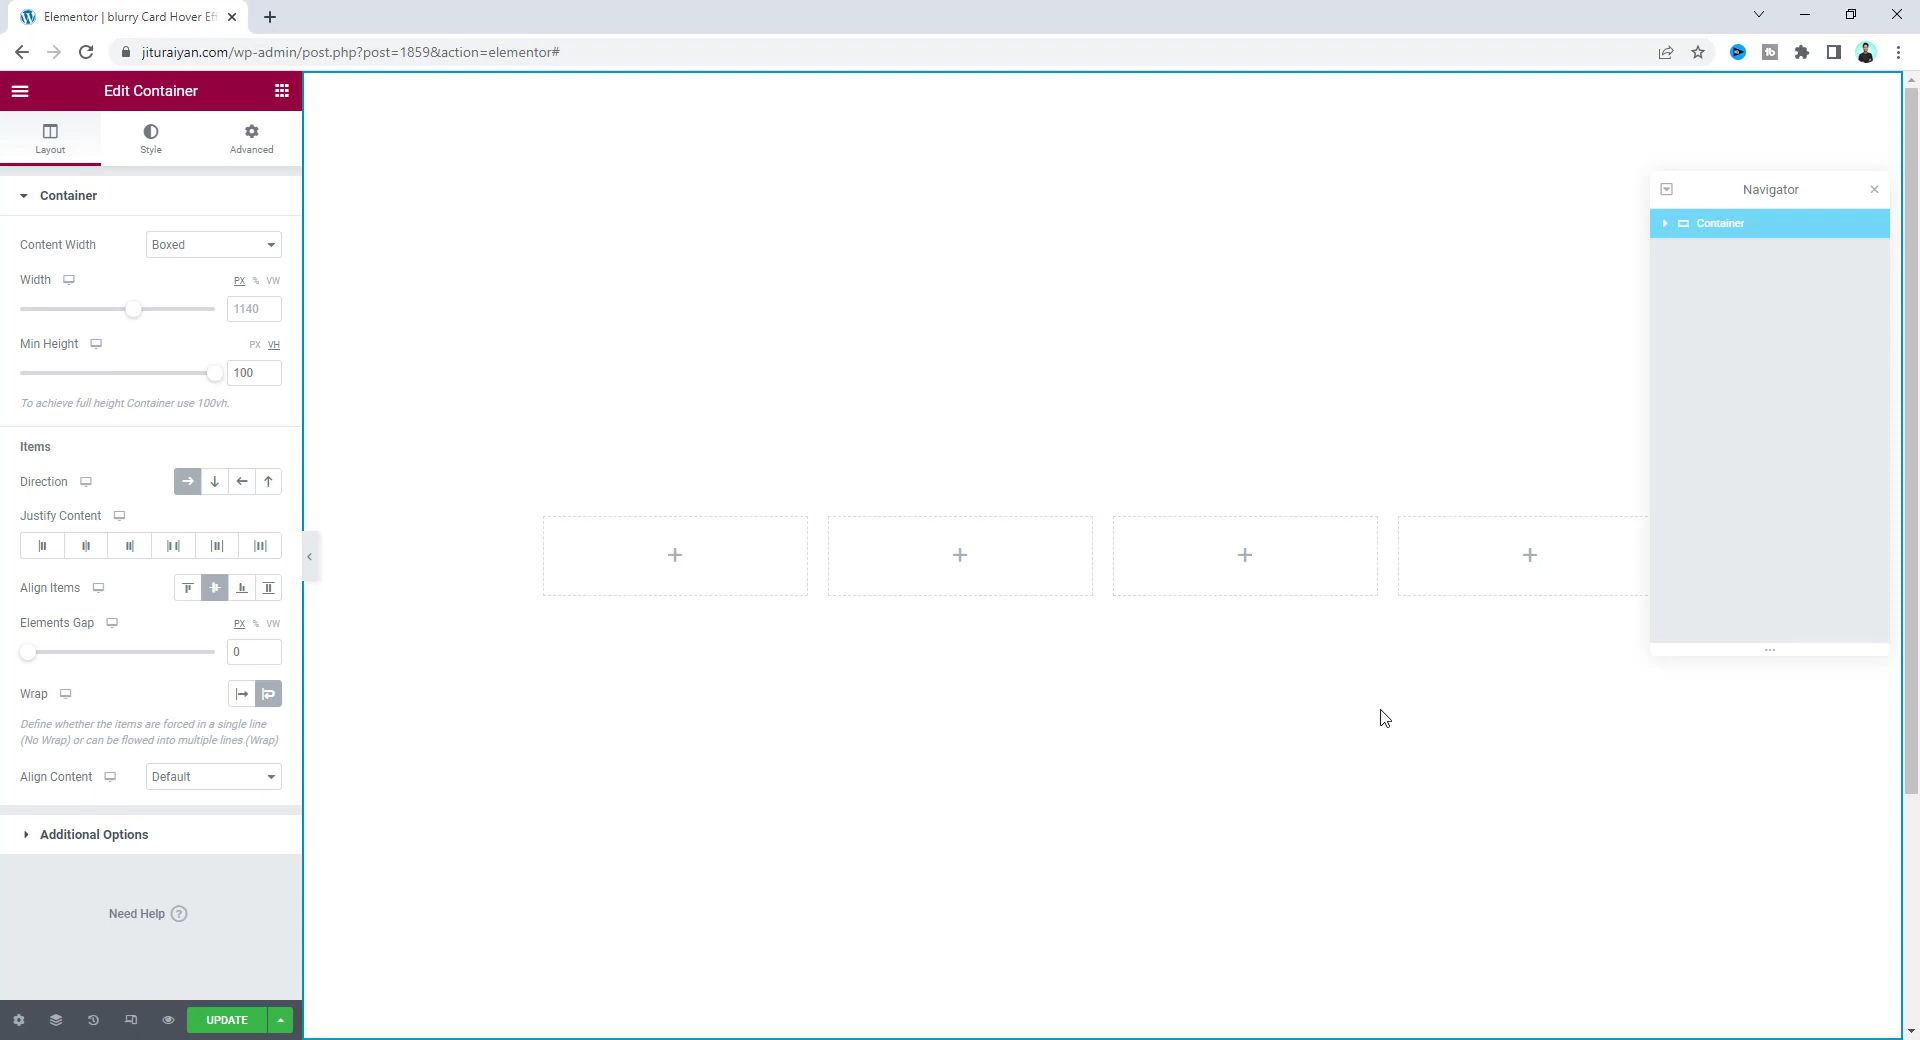 Elementor | blurry Card Hover Eff
jituraiyan.com/wp-admin/post.php?post=1859&action=elementor#
Edit Container
Layout
Style
Advanced
Container
Content Width
Boxed
Width
PX % VW
1140
Min Height
PX VH
100
To achieve full height Container use 100vh.
Items
Direction
Justify Content
Align Items
Elements Gap
PX % VW
0
Wrap
Define whether the items are forced in a single line
(No Wrap) or can be flowed into multiple lines (Wrap)
Align Content
Default
Additional Options
Need Help ?
UPDATE
Navigator
Container